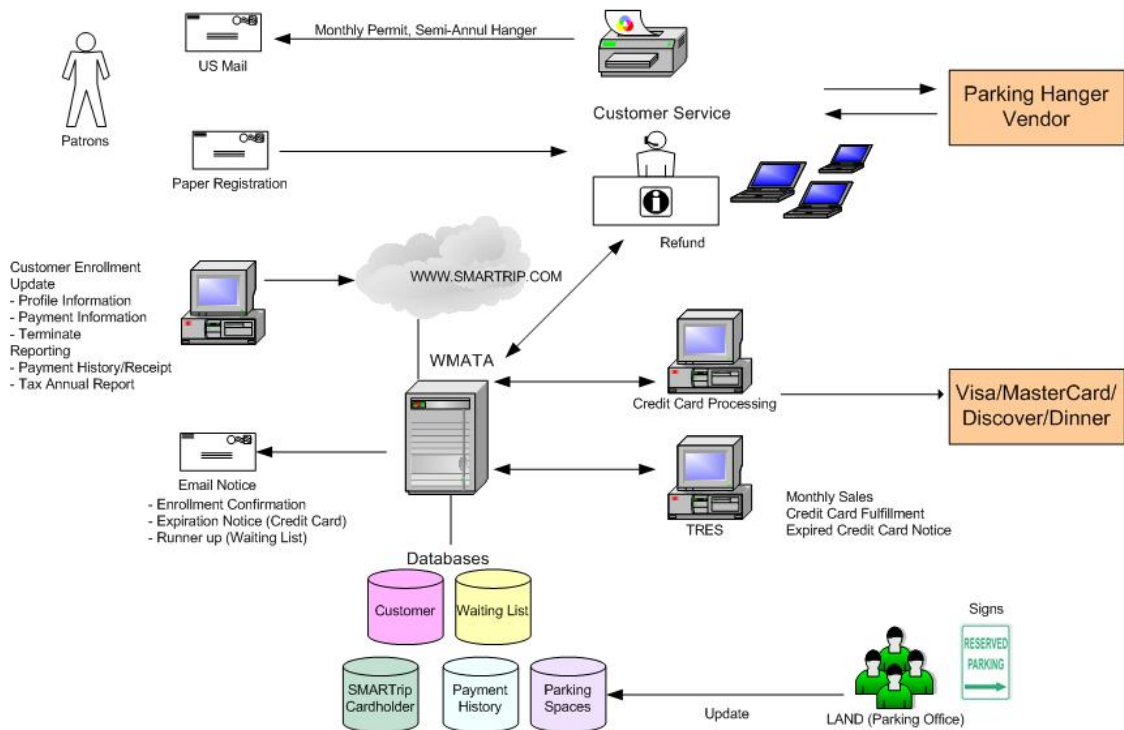 Monthly Permit, Semi-Annul Hanger
US Mail
Patrons
Customer Service
Parking Hanger
Vendor
Paper Registration
Refund
WWW.SMARTRIP.COM
Customer Enrollment
Update
- Profile Information
- Payment Information
- Terminate
Reporting
- Payment History/Receipt
- Tax Annual Report
WMATA
Credit Card Processing
Visa/MasterCard/
Discover/Dinner
Email Notice
- Enrollment Confirmation
- Expiration Notice (Credit Card)
- Runner up (Waiting List)
TRES
Monthly Sales
Credit Card Fulfillment
Expired Credit Card Notice
Databases
Customer
Waiting List
SMARTrip
Cardholder
Payment
History
Parking
Spaces
Update
Signs
RESERVED
PARKING
LAND (Parking Office)